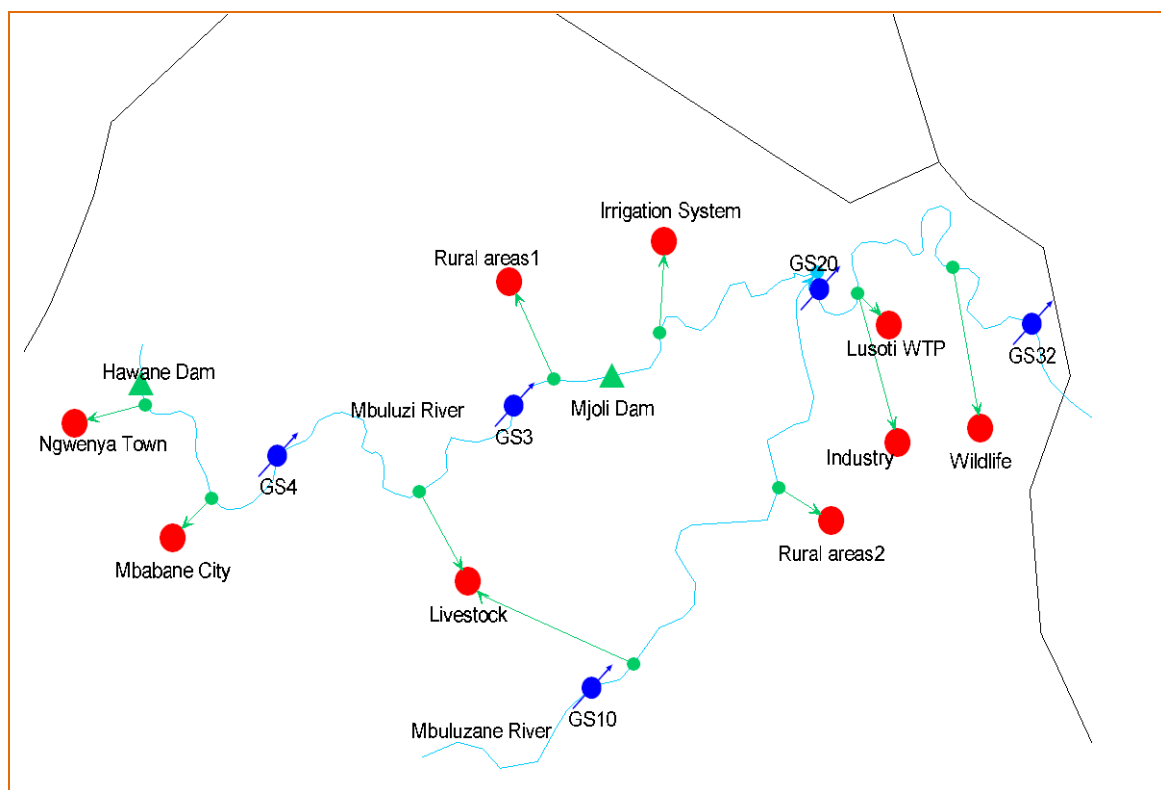 Irrigation System
Rural areas1
GS20
Lusoti WTP
GS32
Hawane Dam
Mbuluzi River
Mjoli Dam
GS3
Ngwenya Town
GS4
Industry
Wildlife
Mbabane City
Rural areas2
Livestock
GS10
Mbuluzane River